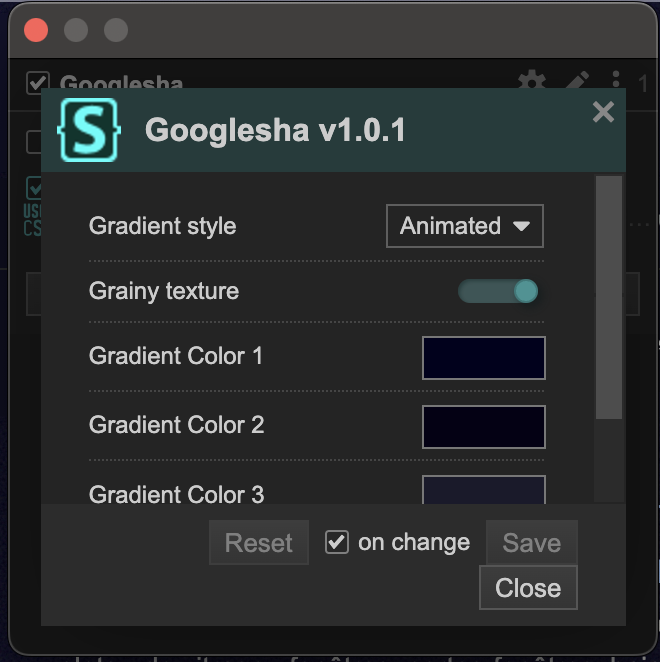 Googlesha
1
S
Googlesha v1.0.1
Gradient style
Animated
Grainy texture
Gradient Color 1
Gradient Color 2
Gradient Color 3
Reset
on change
Save
Close